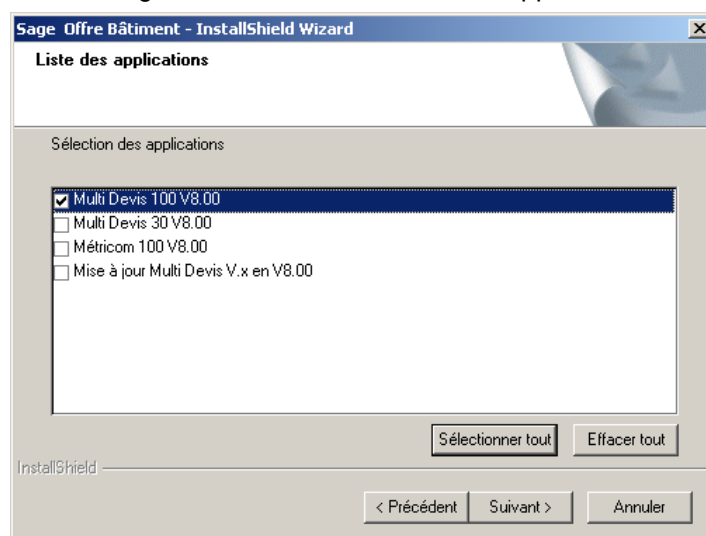 Sage Offre Bâtiment - InstallShield Wizard
Liste des applications
Sélection des applications
Multi Devis 100 V8.00
Multi Devis 30 V8.00
Métricom 100 V8.00
Mise à jour Multi Devis V.x en V8.00
Sélectionner tout Effacer tout
InstallShield
< Précédent Suivant > Annuler